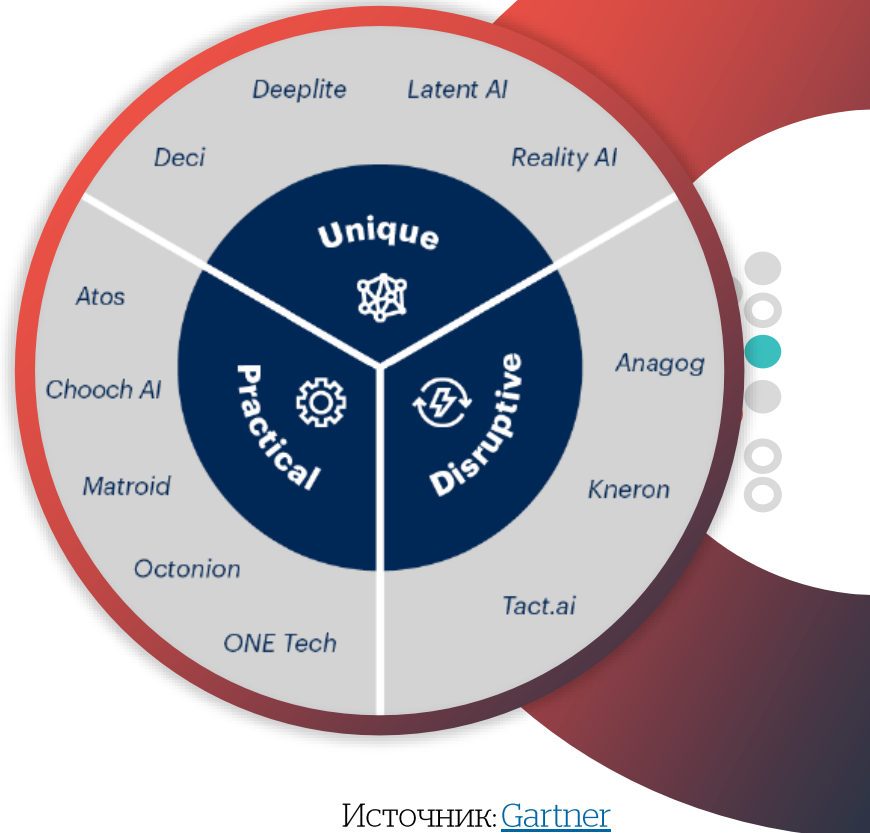 Deeplite
Latent AI
Deci
Reality AI
Unique
Atos
Anagog
Chooch AI
Practical
Disruptive
Matroid
Kneron
Octonion
Tact.ai
ONE Tech
Источник: Gartner